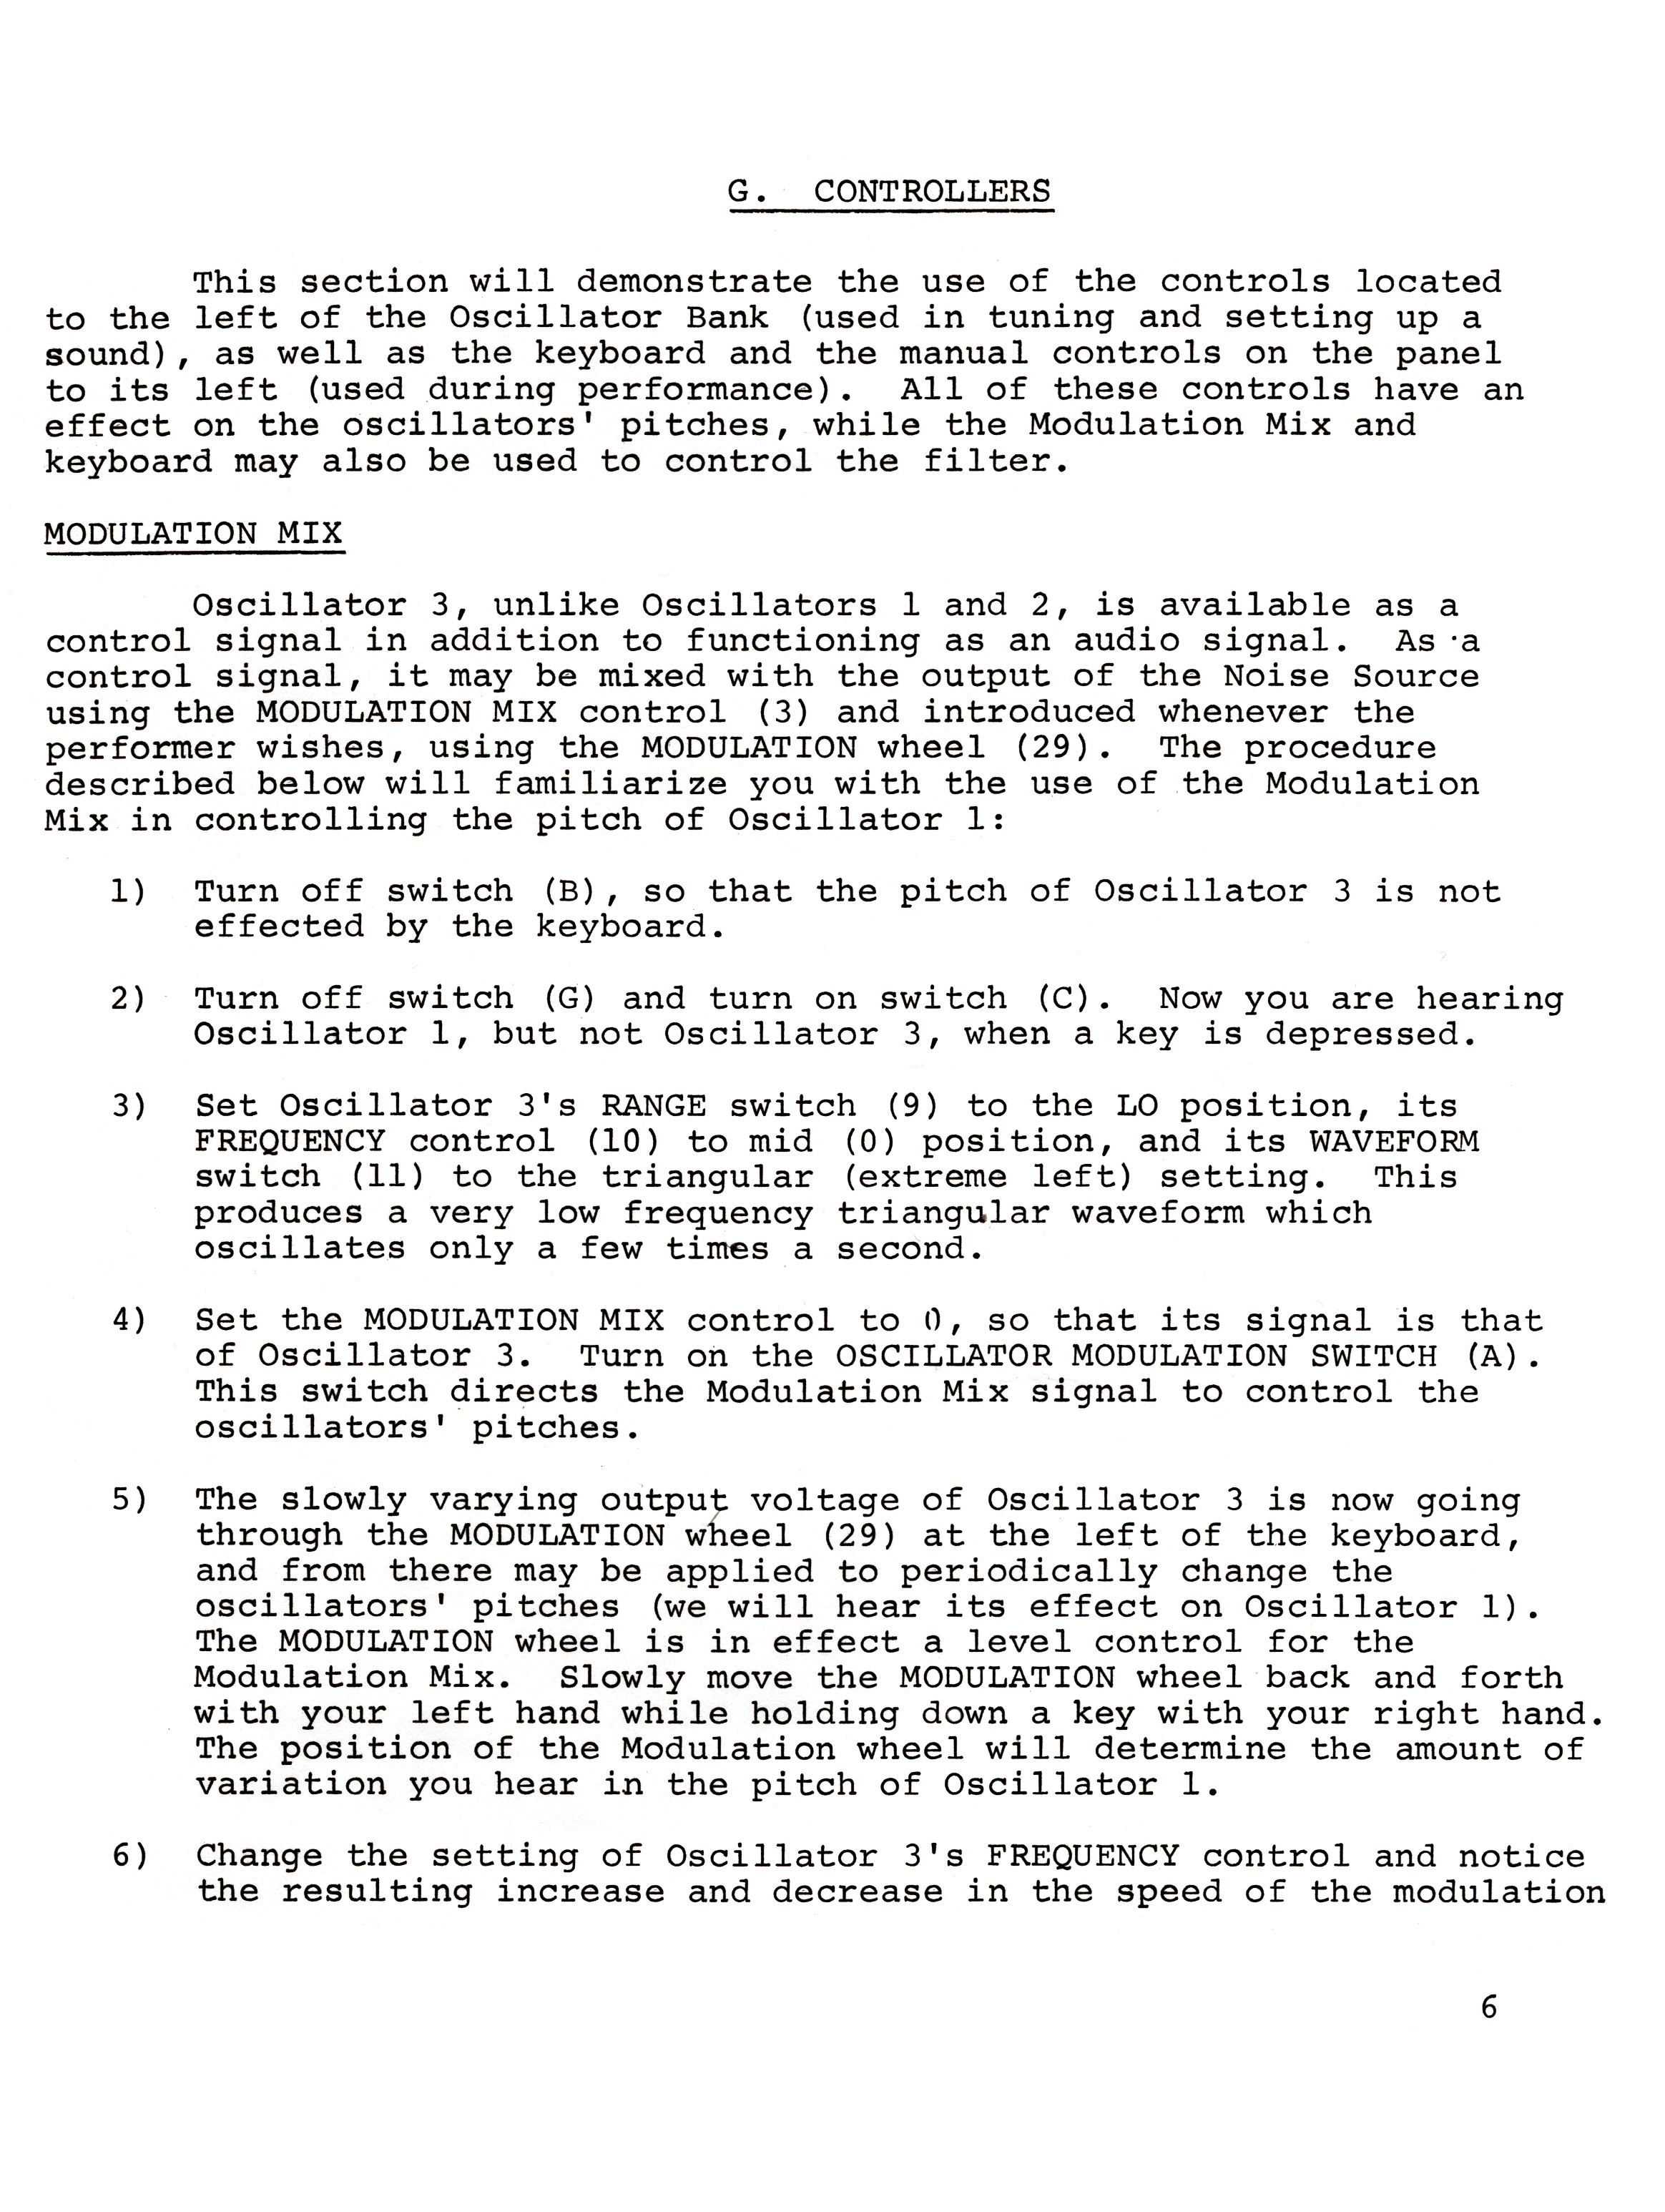 G. CONTROLLERS
This section will demonstrate the use of the controls located
to the left of the Oscillator Bank (used in tuning and setting up a
sound), as well as the keyboard and the manual controls on the panel
to its left (used during performance). All of these controls have an
effect on the oscillators' pitches, while the Modulation Mix and
keyboard may also be used to control the filter.
MODULATION MIX
Oscillator 3, unlike Oscillators 1 and 2, is available as a
control signal in addition to functioning as an audio signal. As a
control signal, it may be mixed with the output of the Noise Source
using the MODULATION MIX control (3) and introduced whenever the
performer wishes, using the MODULATION wheel (29). The procedure
described below will familiarize you with the use of the Modulation
Mix in controlling the pitch of Oscillator 1:
1) Turn off switch (B), so that the pitch of Oscillator 3 is not
effected by the keyboard.
2) Turn off switch (G) and turn on switch (C). Now you are hearing
Oscillator 1, but not Oscillator 3, when a key is depressed.
3) Set Oscillator 3's RANGE switch (9) to the LO position, its
FREQUENCY control (10) to mid (0) position, and its WAVEFORM
switch (11) to the triangular (extreme left) setting. This
produces a very low frequency triangular waveform which
oscillates only a few times a second.
4) Set the MODULATION MIX control to 0, so that its signal is that
of Oscillator 3. Turn on the OSCILLATOR MODULATION SWITCH (A).
This switch directs the Modulation Mix signal to control the
oscillators' pitches.
5) The slowly varying output voltage of Oscillator 3 is now going
through the MODULATION wheel (29) at the left of the keyboard,
and from there may be applied to periodically change the
oscillators' pitches (we will hear its effect on Oscillator 1).
The MODULATION wheel is in effect a level control for the
Modulation Mix. Slowly move the MODULATION wheel back and forth
with your left hand while holding down a key with your right hand.
The position of the Modulation wheel will determine the amount of
variation you hear in the pitch of Oscillator 1.
6) Change the setting of Oscillator 3's FREQUENCY control and notice
the resulting increase and decrease in the speed of the modulation
6